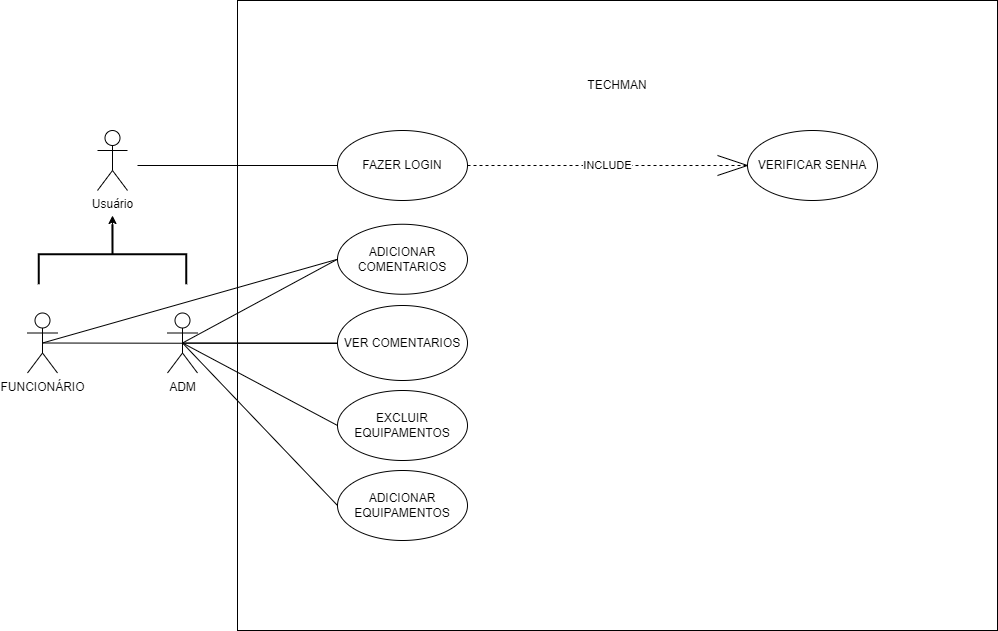 TECHMAN
FAZER LOGIN
INCLUDE
VERIFICAR SENHA
Usuário
ADICIONAR
COMENTARIOS
VER COMENTARIOS
FUNCIONÁRIO
ADM
EXCLUIR
EQUIPAMENTOS
ADICIONAR
EQUIPAMENTOS